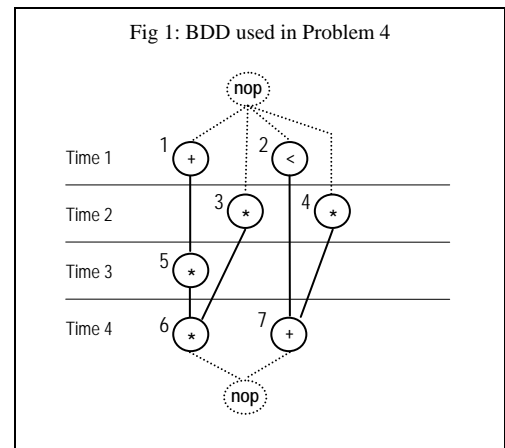 Fig 1: BDD used in Problem 4
nop
Time 1 1 + 2 <
Time 2 3 * 4 *
Time 3 5 *
Time 4 6 * 7 +
nop